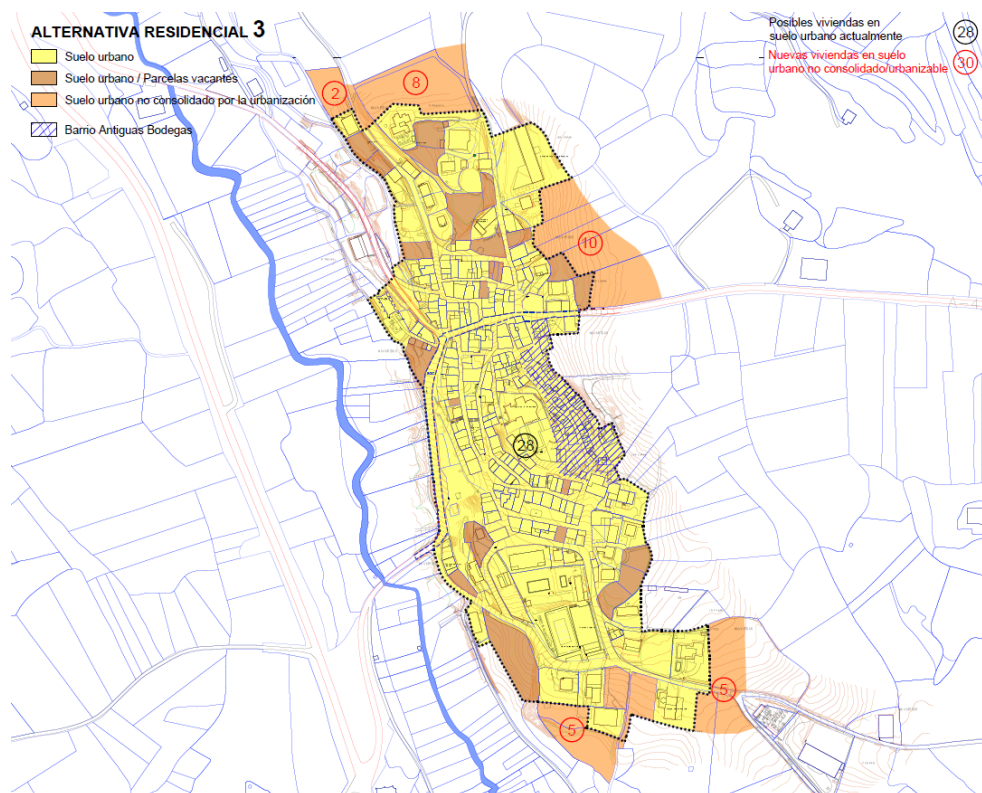 ALTERNATIVA RESIDENCIAL 3
Suelo urbano
Suelo urbano / Parcelas vacantes
Suelo urbano no consolidado por la urbanización
Barrio Antiguas Bodegas
Posibles viviendas en
suelo urbano actualmente
28
Nuevas viviendas en suelo
urbano no consolidado/urbanizable
30
2
8
10
28
5
5